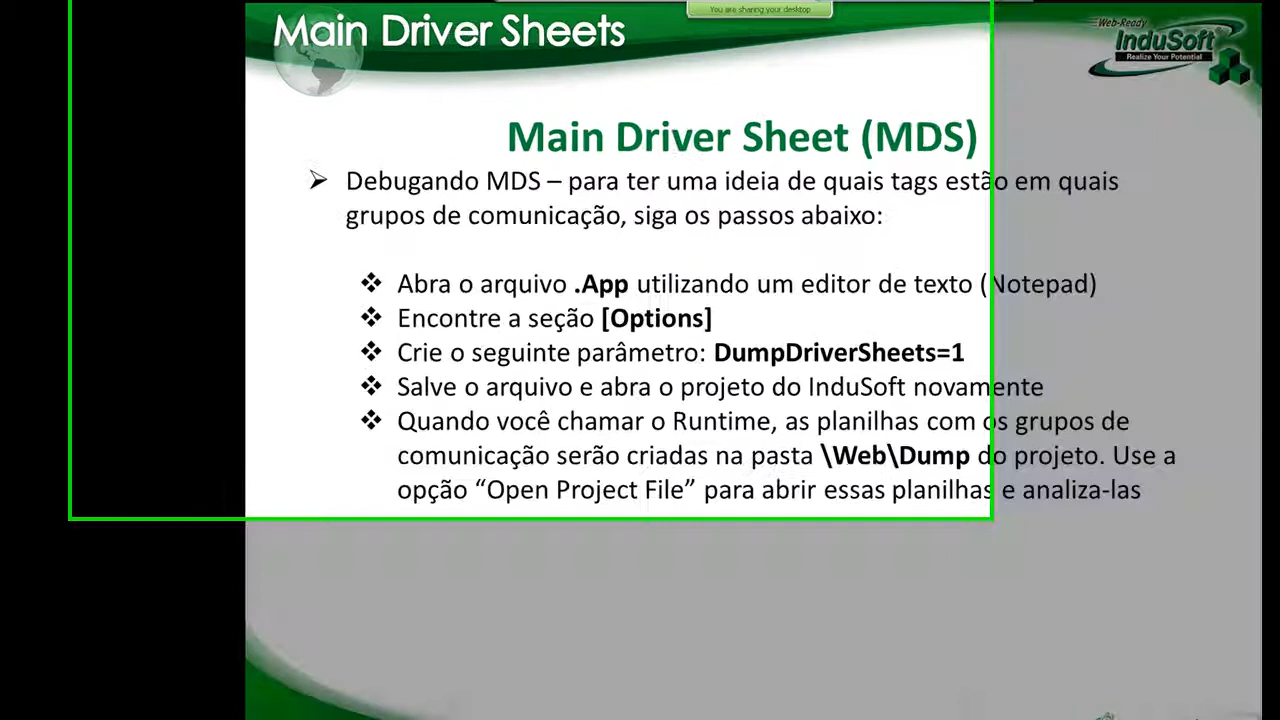 You are sharing your desktop
Main Driver Sheets
Web-Ready
InduSoft
Realize Your Potential
Main Driver Sheet (MDS)
Debugando MDS – para ter uma ideia de quais tags estão em quais
grupos de comunicação, siga os passos abaixo:
Abra o arquivo .App utilizando um editor de texto (Notepad)
Encontre a seção [Options]
Crie o seguinte parâmetro: DumpDriverSheets=1
Salve o arquivo e abra o projeto do InduSoft novamente
Quando você chamar o Runtime, as planilhas com os grupos de
comunicação serão criadas na pasta \Web\Dump do projeto. Use a
opção “Open Project File” para abrir essas planilhas e analiza-las